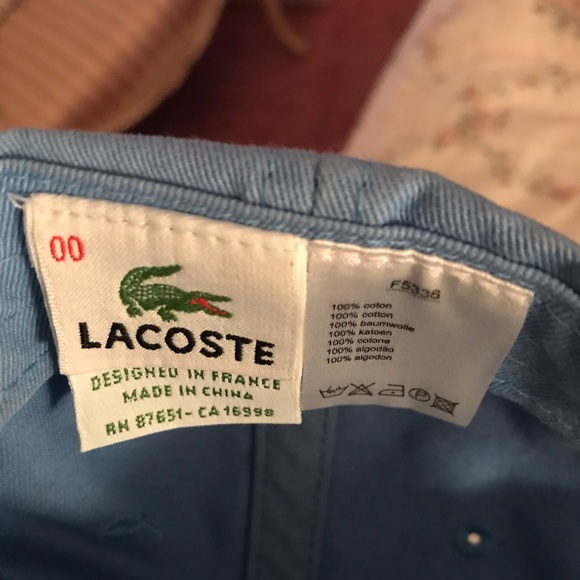 00
LACOSTE
DESIGNED IN FRANCE
MADE IN CHINA
RN 87651-CA 16998
F5335
100% coton
100% cotton
100% baumwolle
100% katoen
100% cotone
100% algodão
100% algodon